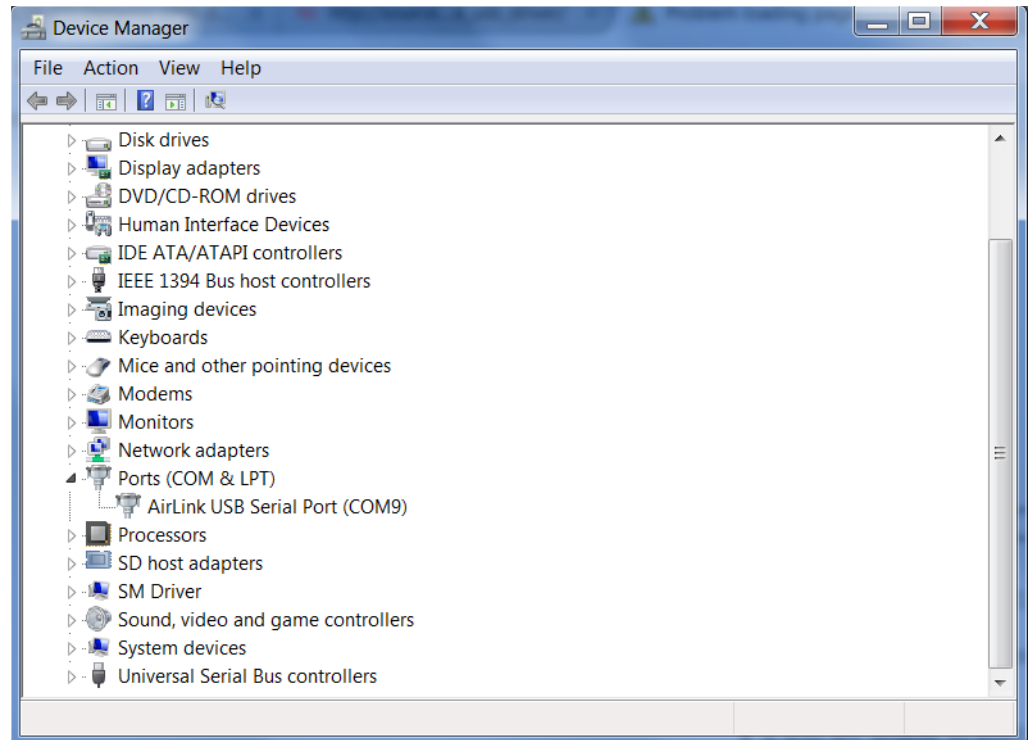 Device Manager
File Action View Help
Disk drives
Display adapters
DVD/CD-ROM drives
Human Interface Devices
IDE ATA/ATAPI controllers
IEEE 1394 Bus host controllers
Imaging devices
Keyboards
Mice and other pointing devices
Modems
Monitors
Network adapters
Ports (COM & LPT)
AirLink USB Serial Port (COM9)
Processors
SD host adapters
SM Driver
Sound, video and game controllers
System devices
Universal Serial Bus controllers